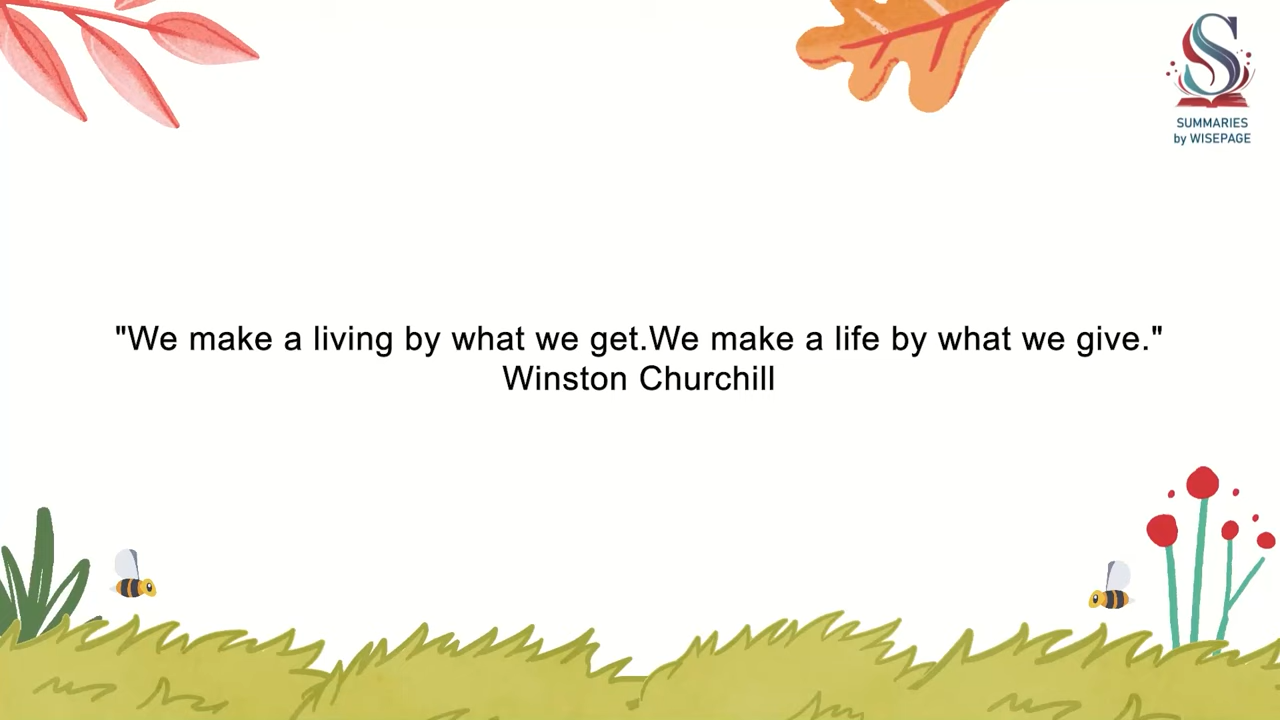 SUMMARIES
by WISEPAGE
"We make a living by what we get.We make a life by what we give."
Winston Churchill